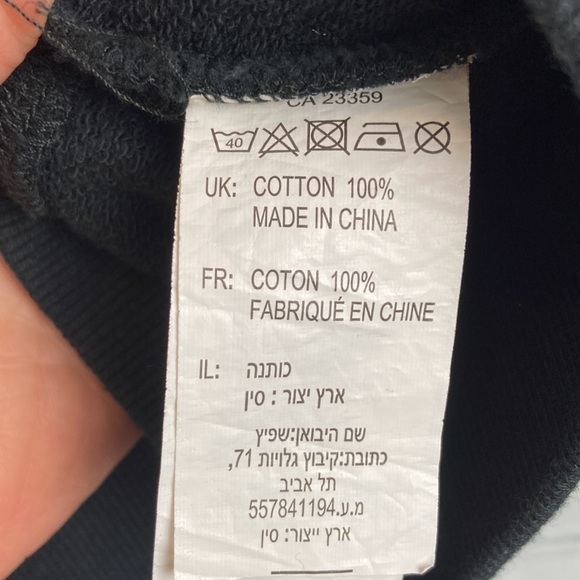 CA 23359
40
UK: COTTON 100%
MADE IN CHINA
FR: COTON 100%
FABRIQUÉ EN CHINE
IL: כותנה
ארץ יצור : סין
שם היבואן:שפיץ
כתובת:קיבוץ גלויות 71,
תל אביב
מ.ע.557841194
ארץ ייצור: סין